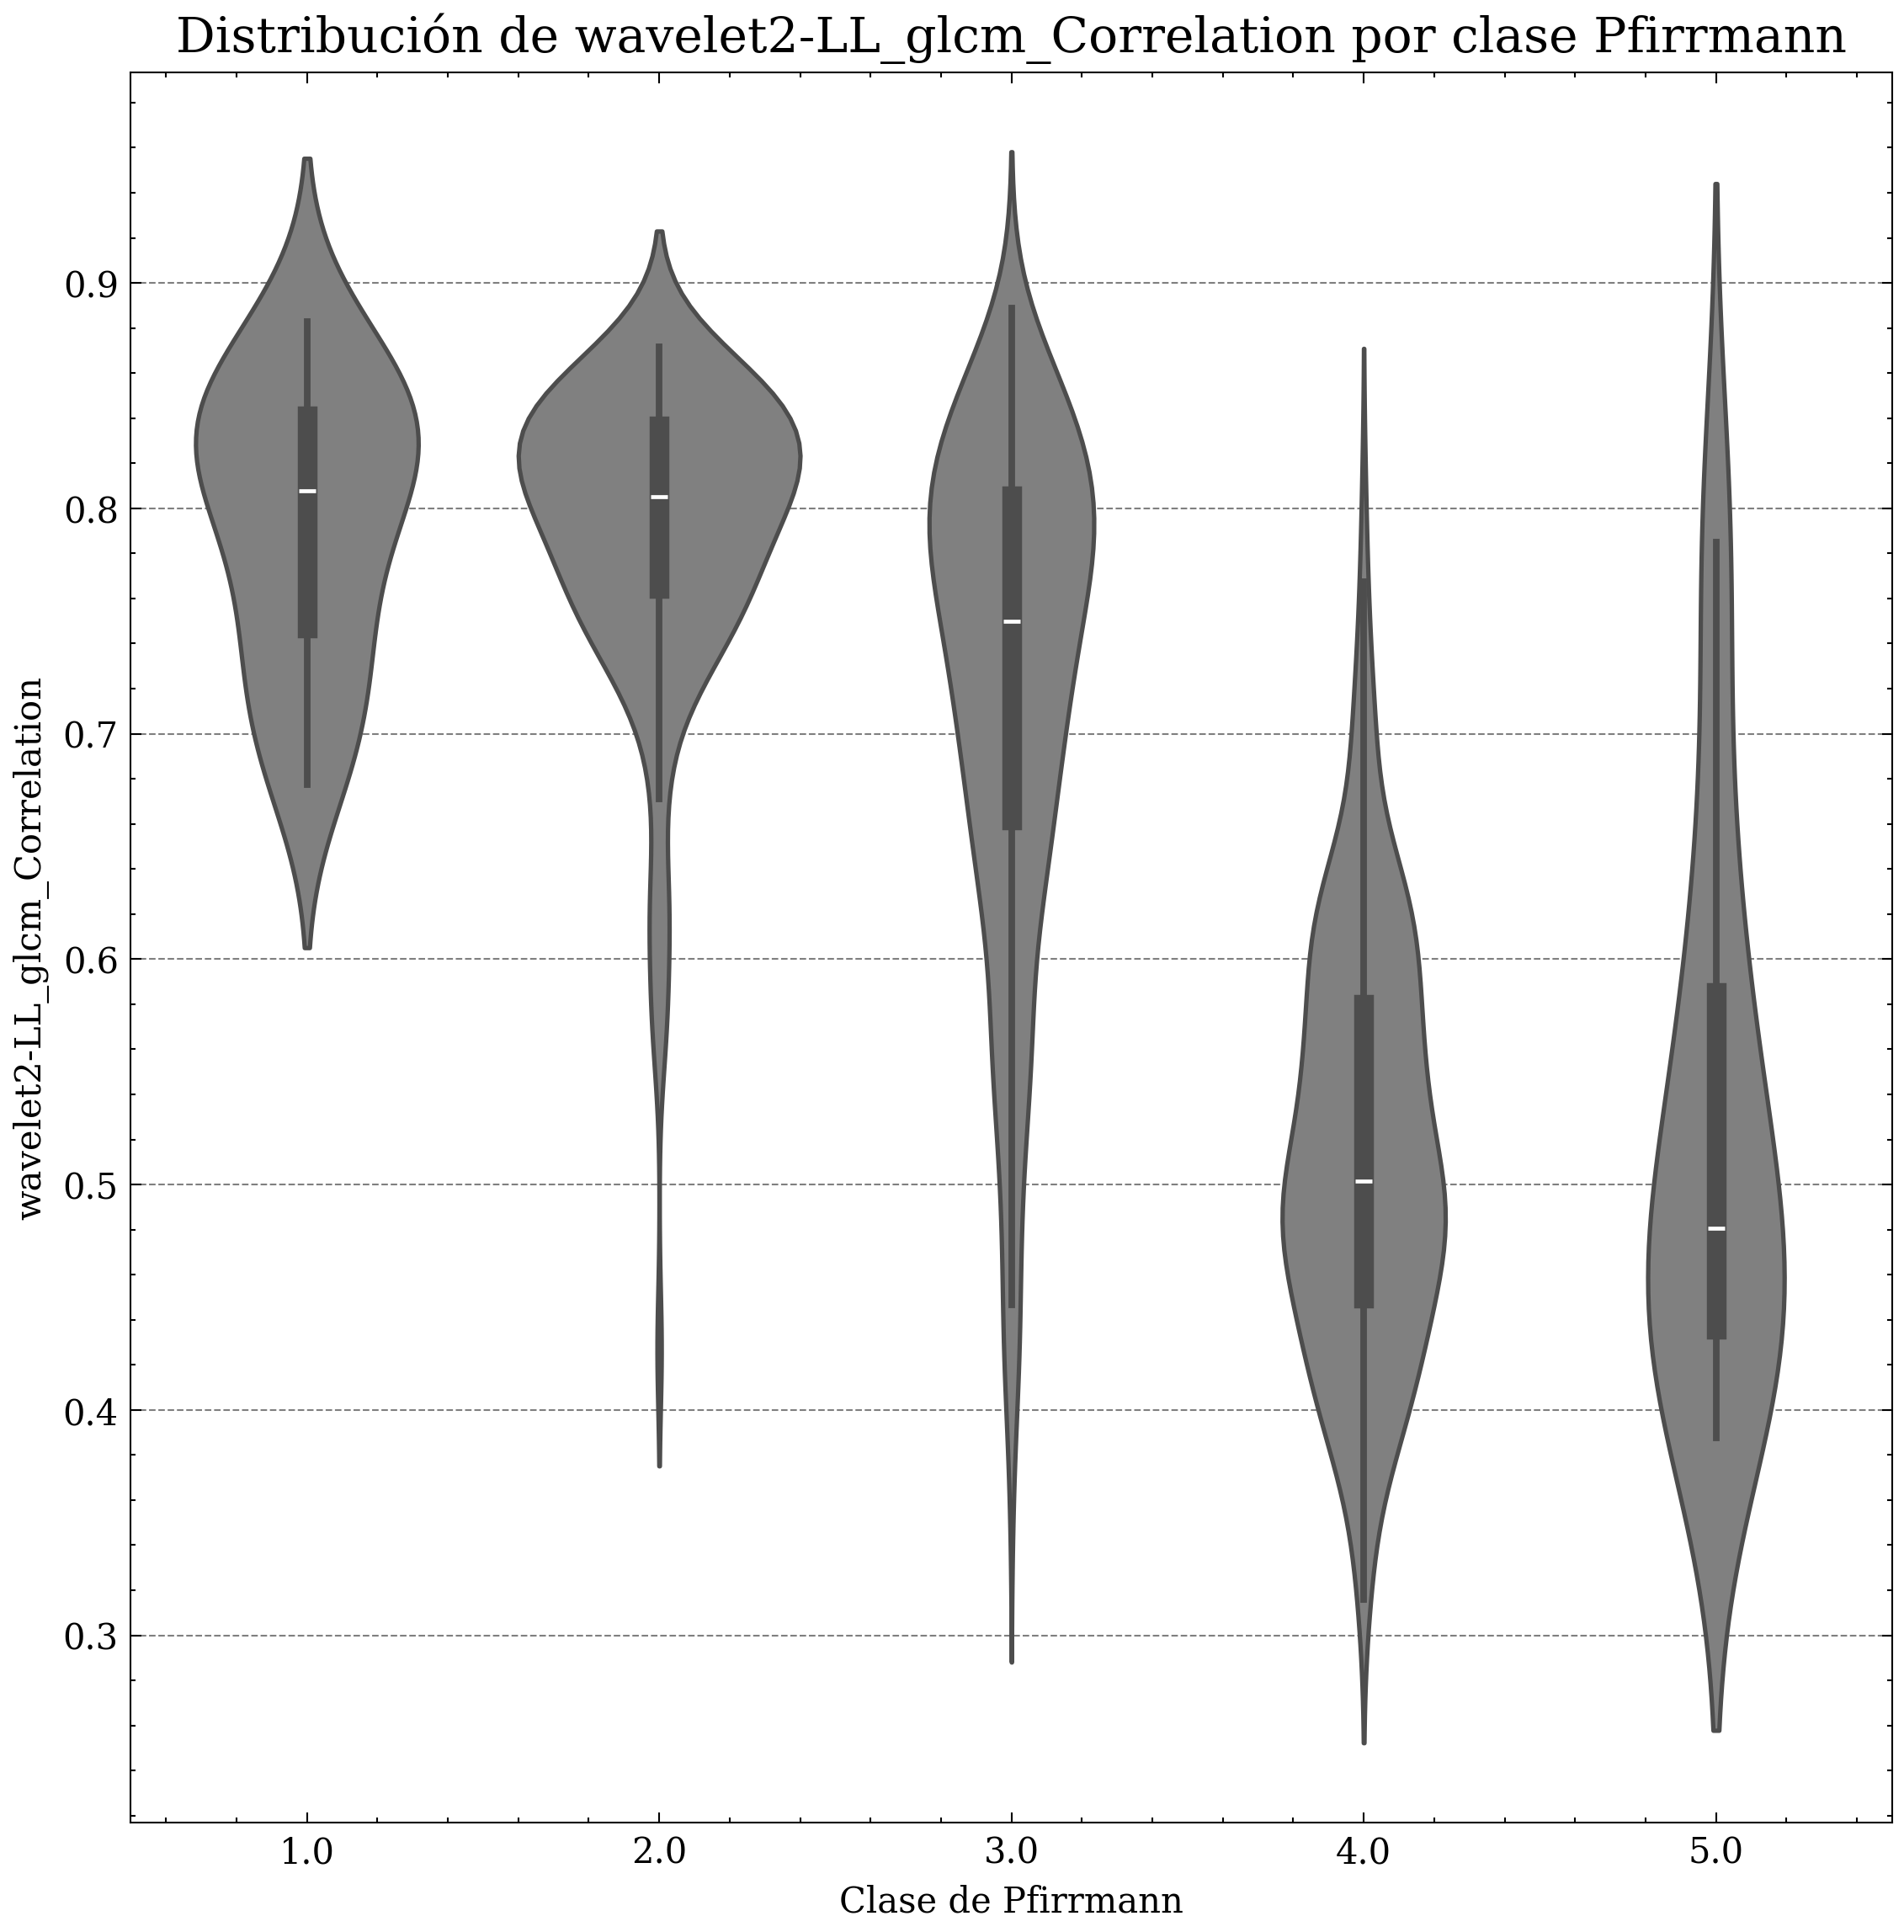 Distribución de wavelet2-LL_glcm_Correlation por clase Pfirrmann
wavelet2-LL_glcm_Correlation
0.9
0.8
0.7
0.6
0.5
0.4
0.3
1.0 2.0 3.0 4.0 5.0
Clase de Pfirrmann